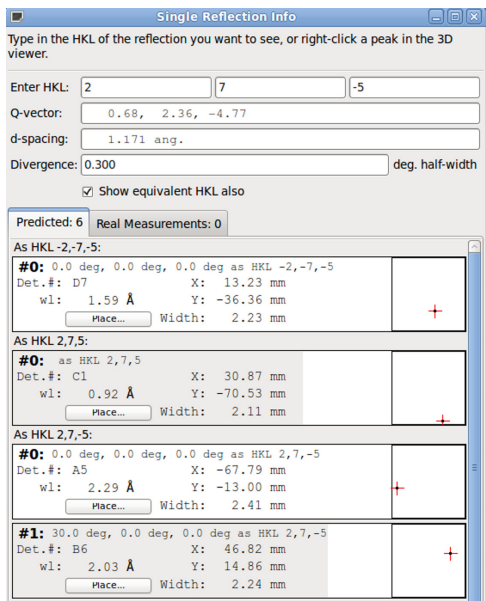 Single Reflection Info
Type in the HKL of the reflection you want to see, or right-click a peak in the 3D
viewer.
Enter HKL: 2 7 -5
Q-vector: 0.68, 2.36, -4.77
d-spacing: 1.171 ang.
Divergence: 0.300 deg. half-width
Show equivalent HKL also
Predicted: 6 Real Measurements: 0
As HKL -2,-7,-5:
#0: 0.0 deg, 0.0 deg, 0.0 deg as HKL -2,-7,-5
Det.#: D7 X: 13.23 mm
wl: 1.59 Å Y: -36.36 mm
Place... Width: 2.23 mm
As HKL 2,7,5:
#0: as HKL 2,7,5
Det.#: C1 X: 30.87 mm
wl: 0.92 Å Y: -70.53 mm
Place... Width: 2.11 mm
As HKL 2,7,-5:
#0: 0.0 deg, 0.0 deg, 0.0 deg as HKL 2,7,-5
Det.#: A5 X: -67.79 mm
wl: 2.29 Å Y: -13.00 mm
Place... Width: 2.41 mm
#1: 30.0 deg, 0.0 deg, 0.0 deg as HKL 2,7,-5
Det.#: B6 X: 46.82 mm
wl: 2.03 Å Y: 14.86 mm
Place... Width: 2.24 mm